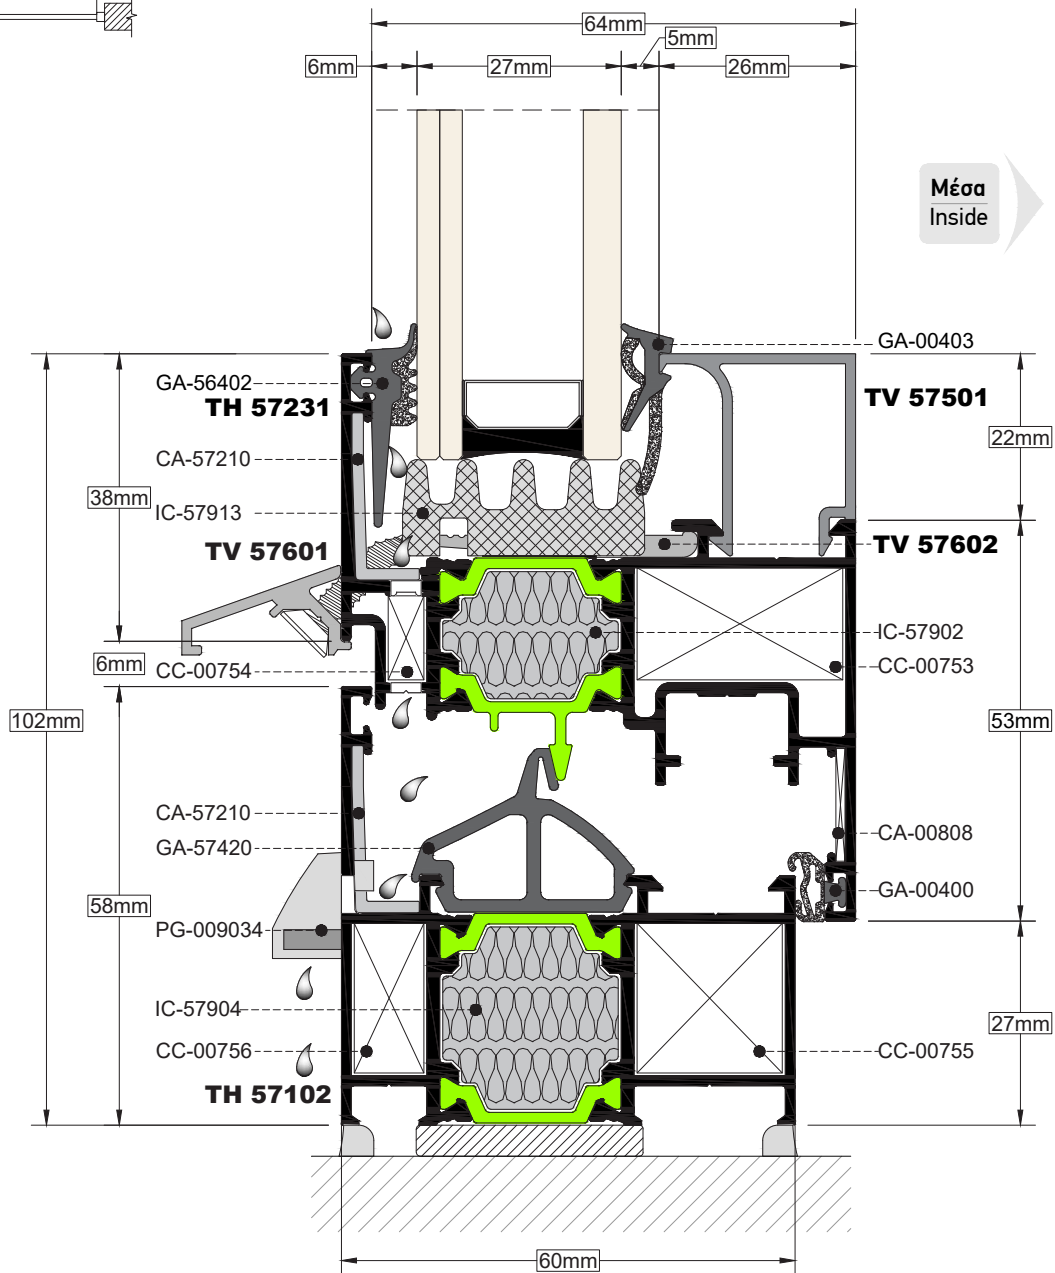 64mm
5mm
6mm
27mm
26mm
Μέσα
Inside
GA-00403
GA-56402
TH 57231
TV 57501
22mm
CA-57210
38mm
IC-57913
TV 57601
TV 57602
IC-57902
6mm
CC-00754
CC-00753
102mm
53mm
CA-57210
CA-00808
GA-57420
GA-00400
58mm
PG-009034
IC-57904
27mm
CC-00756
CC-00755
TH 57102
60mm